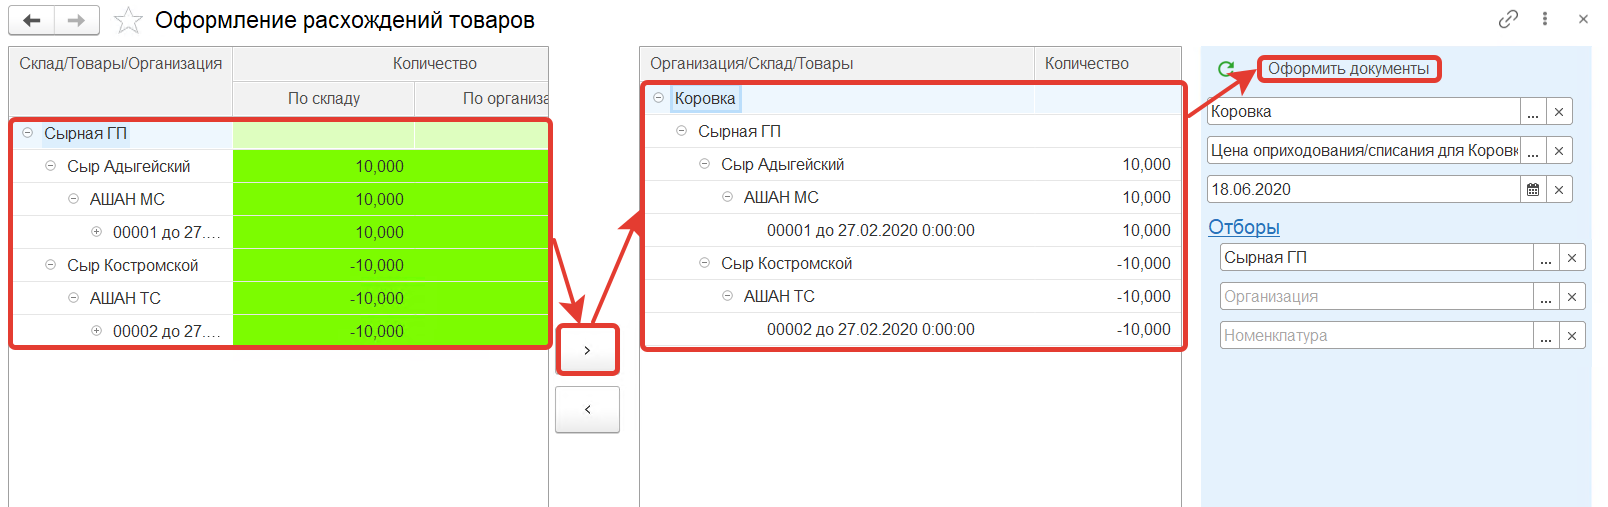 Оформление расхождений товаров
Склад/Товары/Организация Количество
По складу По организа
Сырная ГП
Сыр Адыгейский 10,000
АШАН МС 10,000
00001 до 27.... 10,000
Сыр Костромской -10,000
АШАН ТС -10,000
00002 до 27.... -10,000
>
<
Организация/Склад/Товары Количество
Коровка
Сырная ГП
Сыр Адыгейский 10,000
АШАН МС 10,000
00001 до 27.02.2020 0:00:00 10,000
Сыр Костромской -10,000
АШАН ТС -10,000
00002 до 27.02.2020 0:00:00 -10,000
Оформить документы
Коровка ... ×
Цена оприходования/списания для Коровк ... ×
18.06.2020 ×
Отборы
Сырная ГП ... ×
Организация ... ×
Номенклатура ... ×